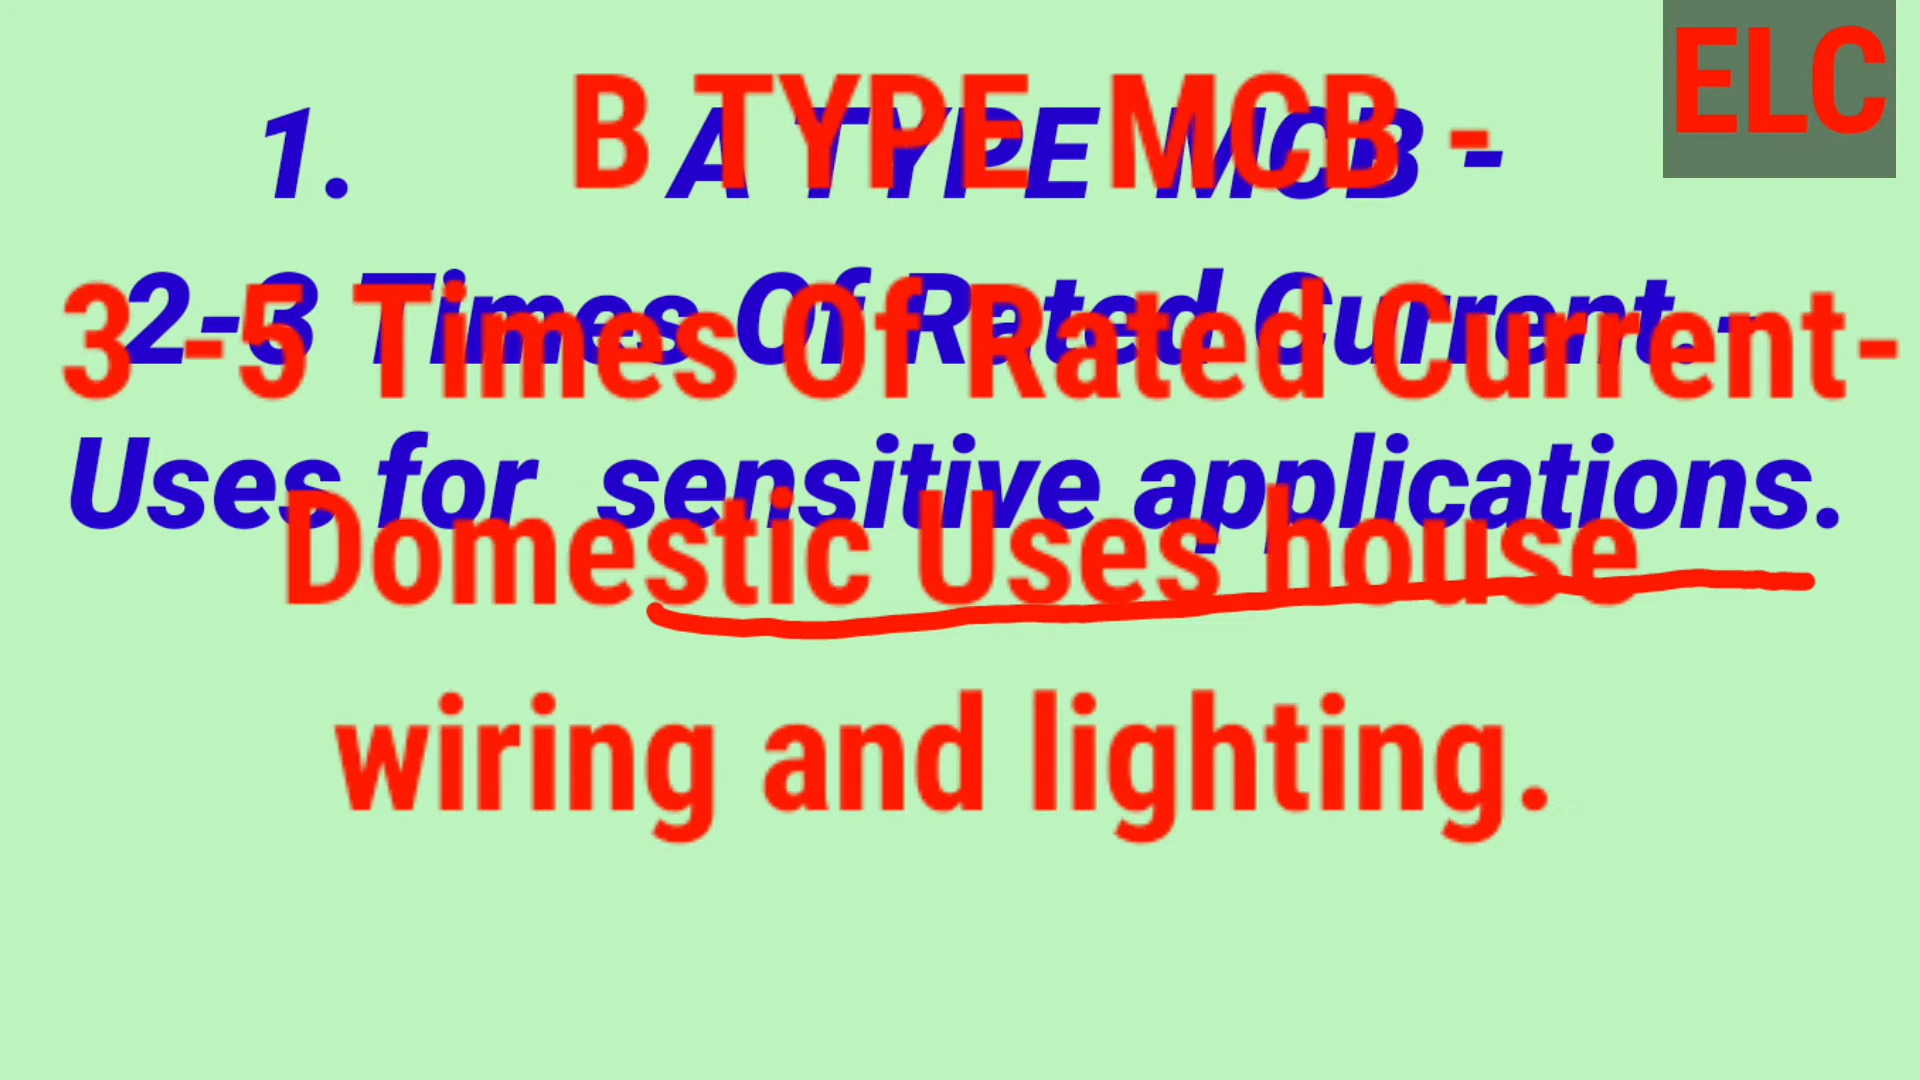 ELC
1. A TYPE MCB -
2-3 Times Of Rated Current.-
Uses for sensitive applications.
B TYPE MCB -
3 -5 Times Of Rated Current-
Domestic Uses house
wiring and lighting.